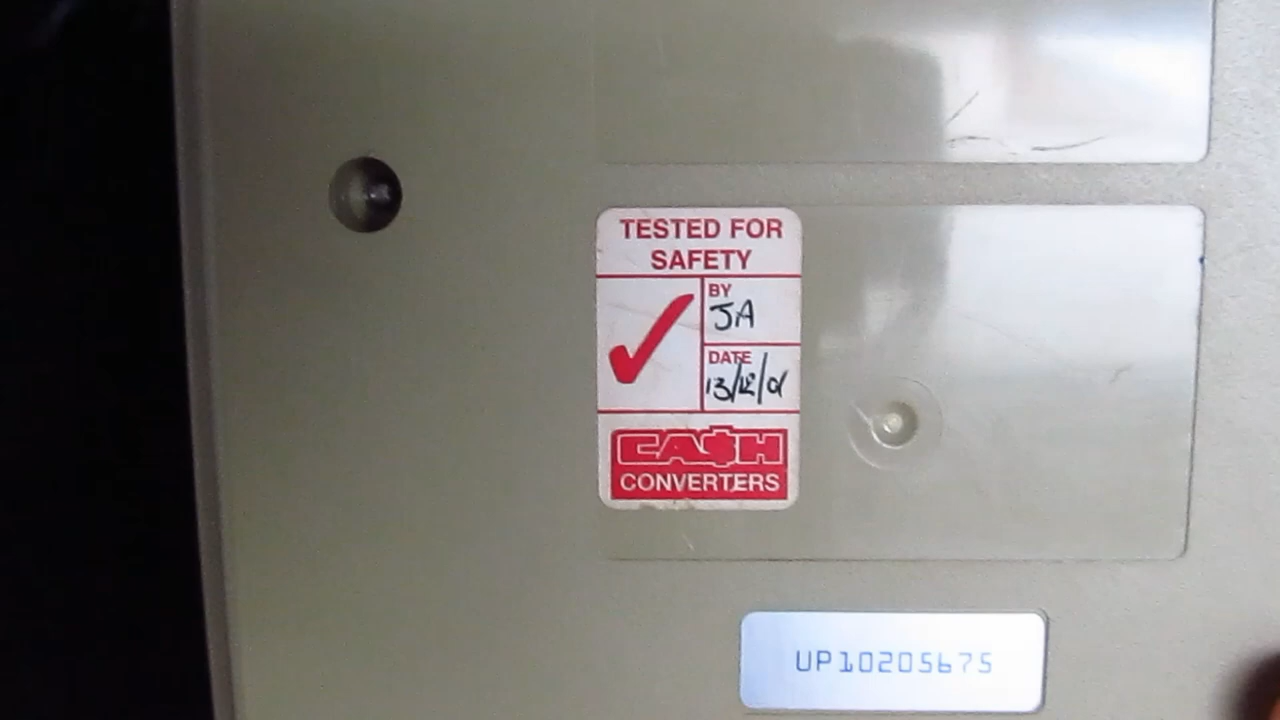 TESTED FOR
SAFETY
BY
JA
DATE
13/12/01
CA$H
CONVERTERS
UP10205675